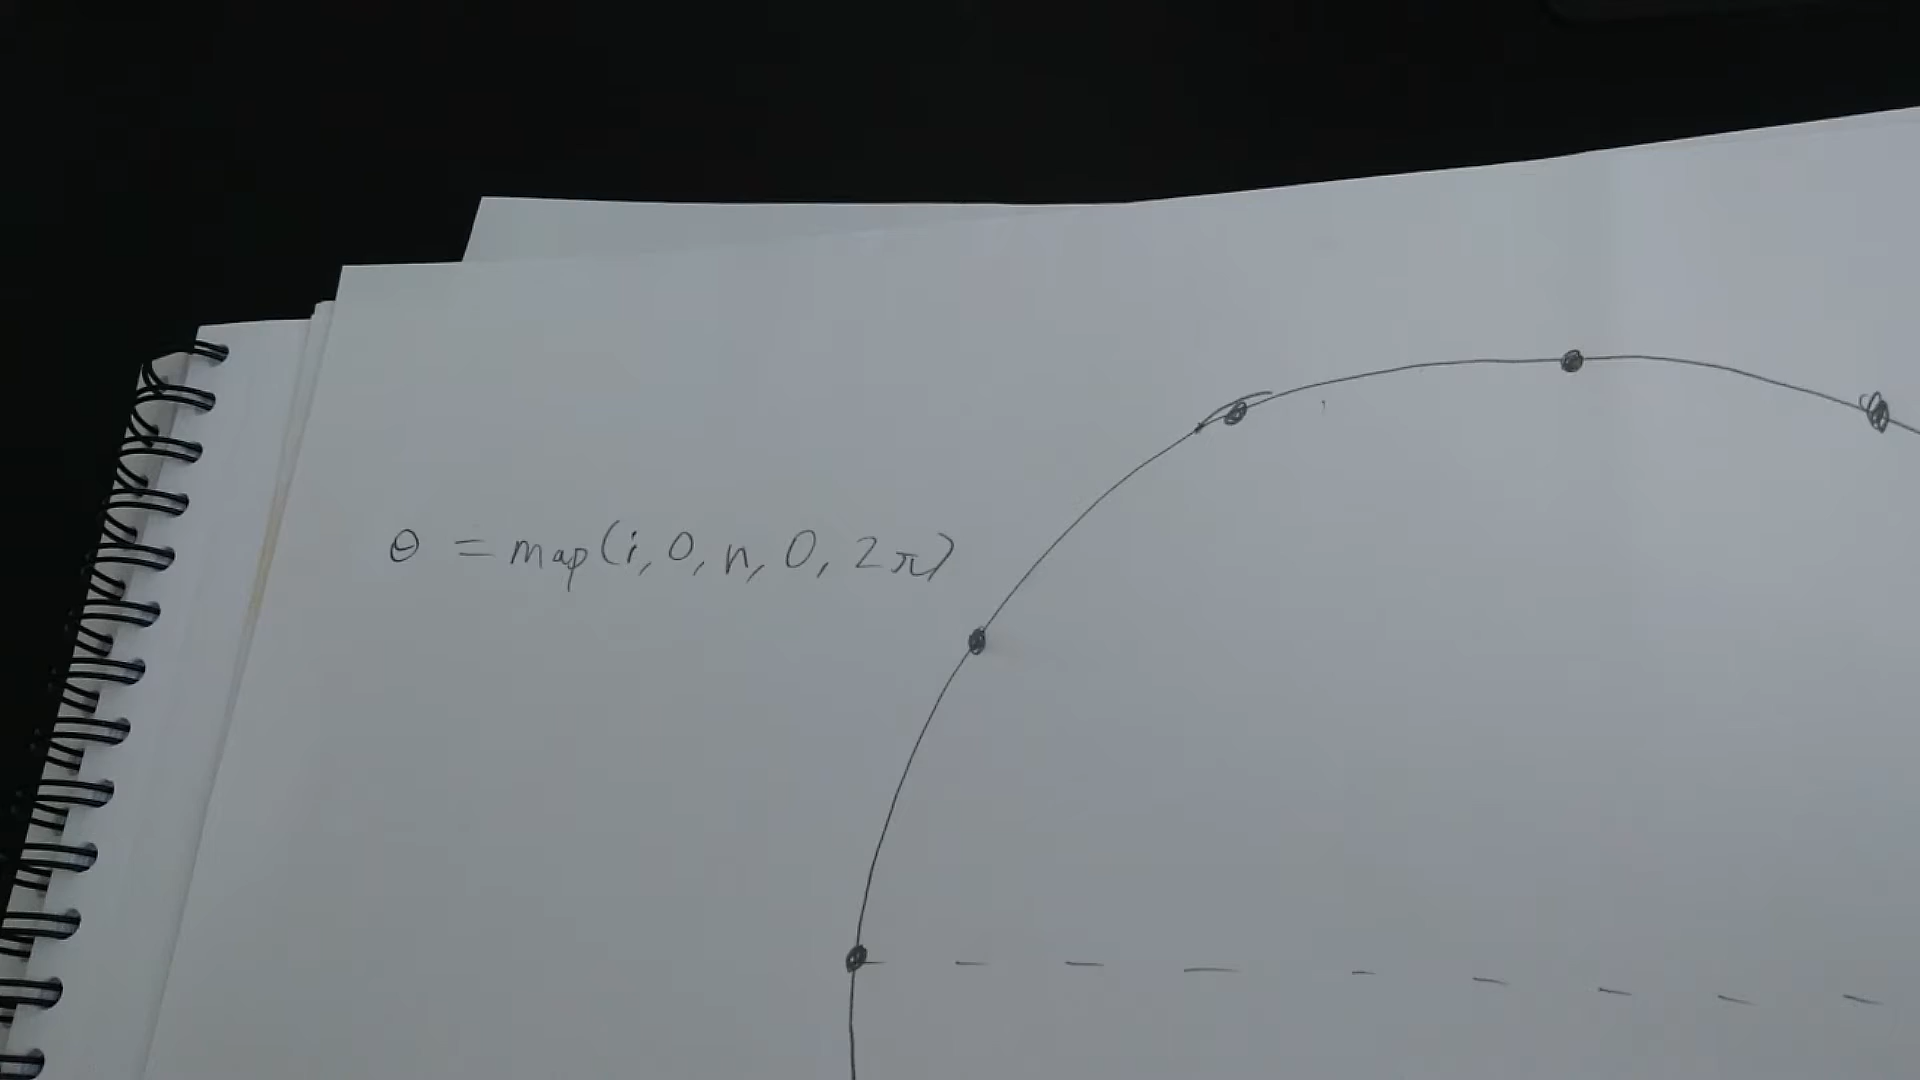 θ = map(i, 0, n, 0, 2π)